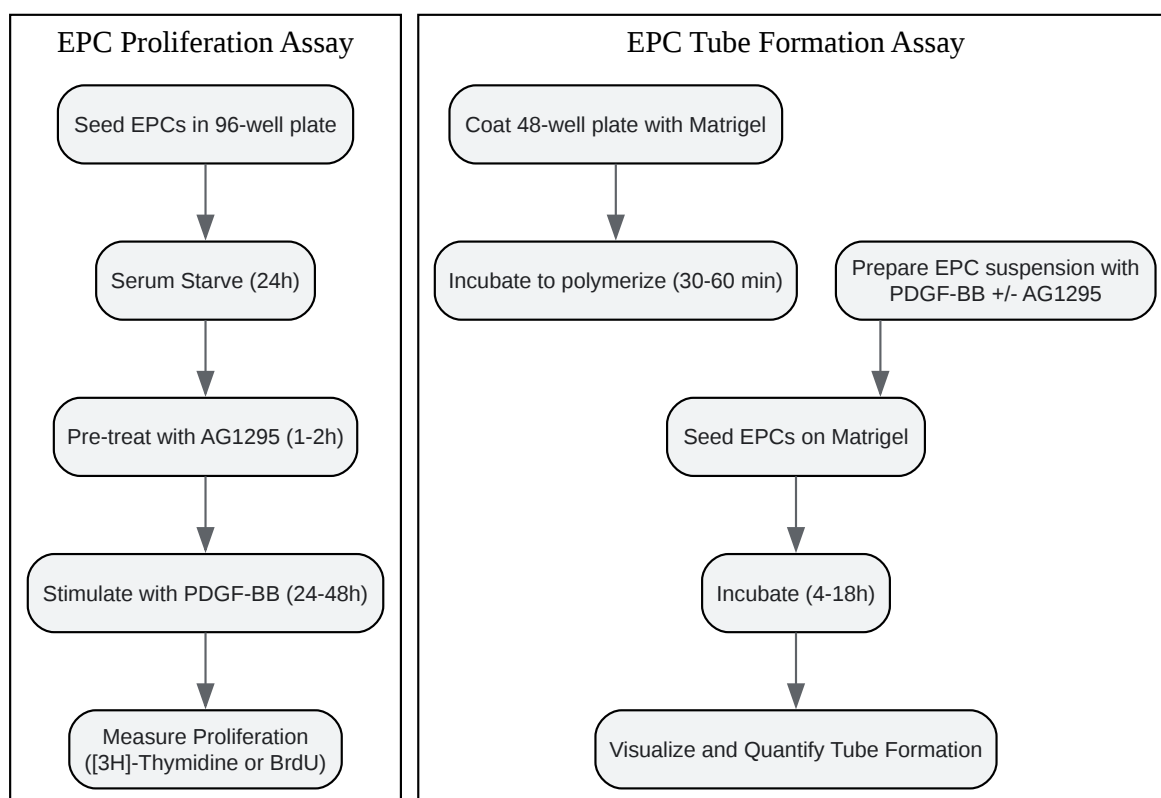 EPC Proliferation Assay
Seed EPCs in 96-well plate
Serum Starve (24h)
Pre-treat with AG1295 (1-2h)
Stimulate with PDGF-BB (24-48h)
Measure Proliferation
([3H]-Thymidine or BrdU)
EPC Tube Formation Assay
Coat 48-well plate with Matrigel
Incubate to polymerize (30-60 min)
Prepare EPC suspension with
PDGF-BB +/- AG1295
Seed EPCs on Matrigel
Incubate (4-18h)
Visualize and Quantify Tube Formation